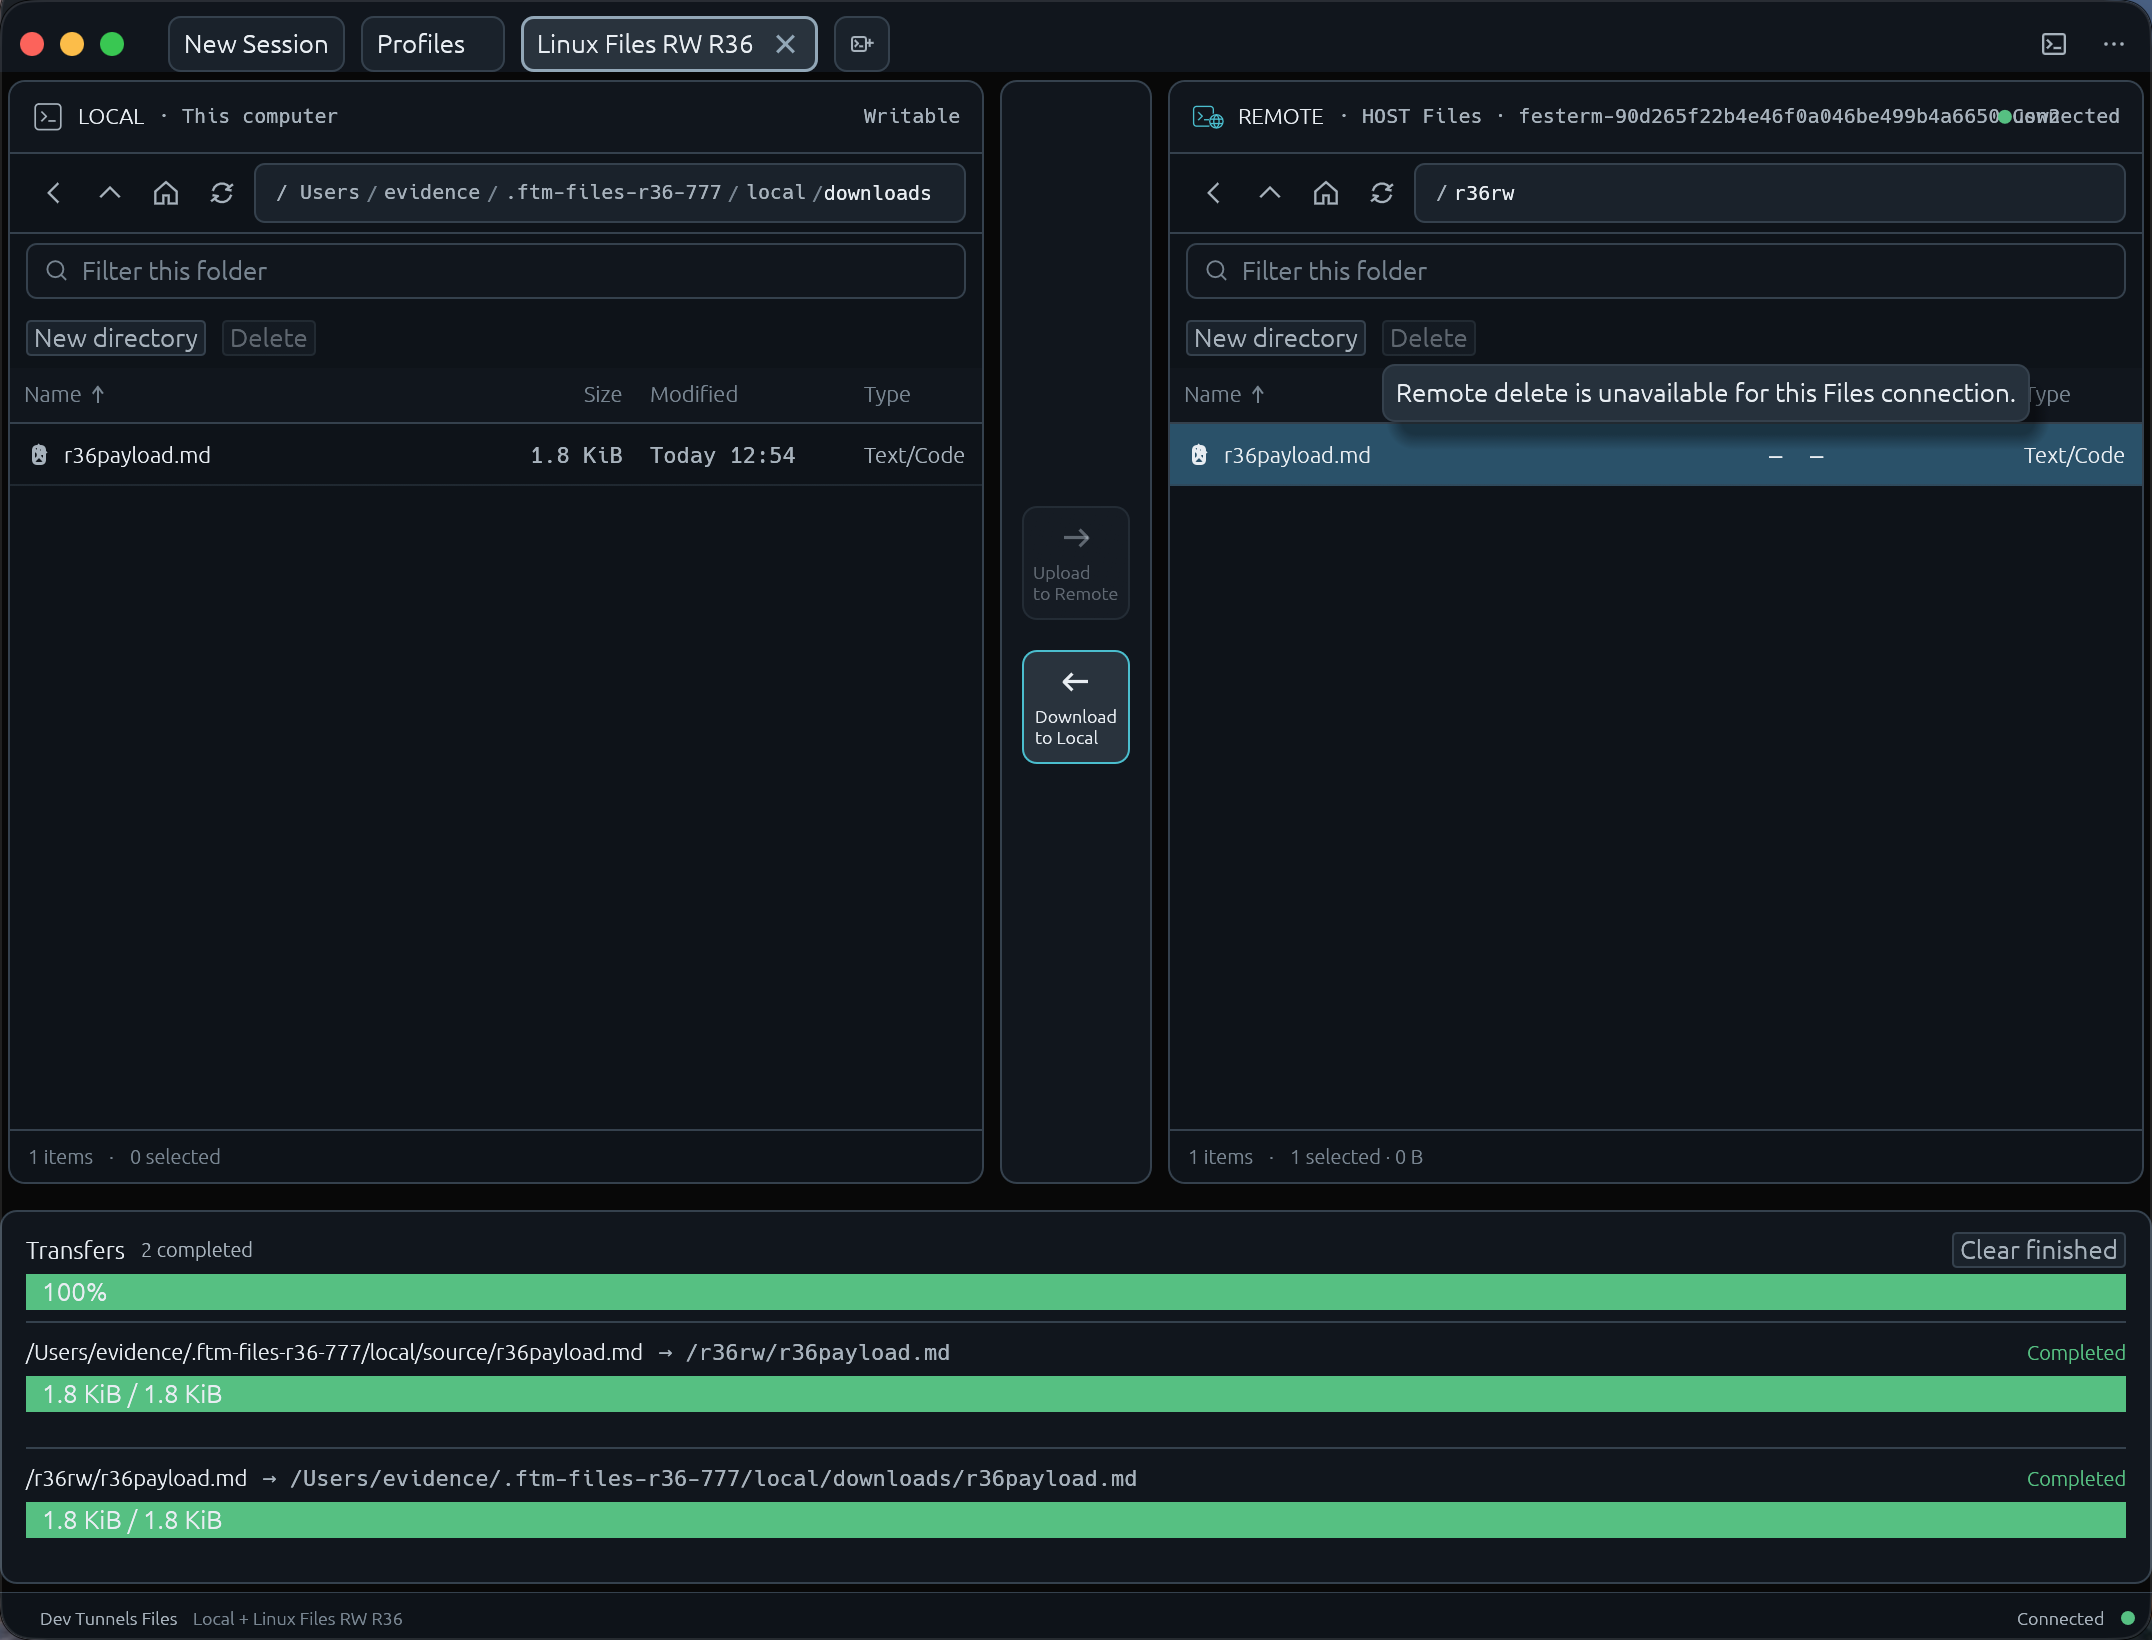 New Session Profiles Linux Files RW R36
LOCAL · This computer Writable
/ Users / evidence / .ftm-files-r36-777 / local / downloads
Filter this folder
New directory Delete
Name ↑ Size Modified Type
r36payload.md 1.8 KiB Today 12:54 Text/Code
1 items · 0 selected
→
Upload
to Remote
←
Download
to Local
REMOTE · HOST Files · festerm-90d265f22b4e46f0a046be499b4a6650 Connected
/ r36rw
Filter this folder
New directory Delete
Name ↑ Type
Remote delete is unavailable for this Files connection.
r36payload.md — — Text/Code
1 items · 1 selected · 0 B
Transfers 2 completed Clear finished
100%
/Users/evidence/.ftm-files-r36-777/local/source/r36payload.md → /r36rw/r36payload.md Completed
1.8 KiB / 1.8 KiB
/r36rw/r36payload.md → /Users/evidence/.ftm-files-r36-777/local/downloads/r36payload.md Completed
1.8 KiB / 1.8 KiB
Dev Tunnels Files Local + Linux Files RW R36 Connected